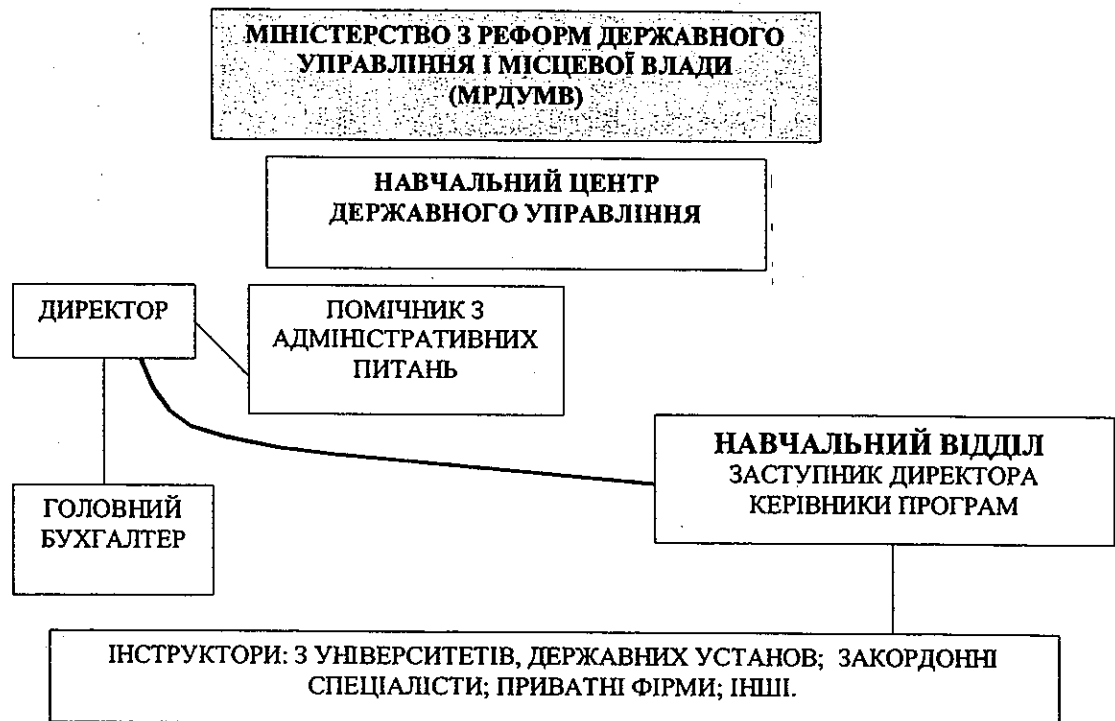 МІНІСТЕРСТВО З РЕФОРМ ДЕРЖАВНОГО
УПРАВЛІННЯ І МІСЦЕВОЇ ВЛАДИ
(МРДУМВ)
НАВЧАЛЬНИЙ ЦЕНТР
ДЕРЖАВНОГО УПРАВЛІННЯ
ДИРЕКТОР
ПОМІЧНИК З
АДМІНІСТРАТИВНИХ
ПИТАНЬ
НАВЧАЛЬНИЙ ВІДДІЛ
ЗАСТУПНИК ДИРЕКТОРА
КЕРІВНИКИ ПРОГРАМ
ГОЛОВНИЙ
БУХГАЛТЕР
ІНСТРУКТОРИ: З УНІВЕРСИТЕТІВ, ДЕРЖАВНИХ УСТАНОВ; ЗАКОРДОННІ
СПЕЦІАЛІСТИ; ПРИВАТНІ ФІРМИ; ІНШІ.